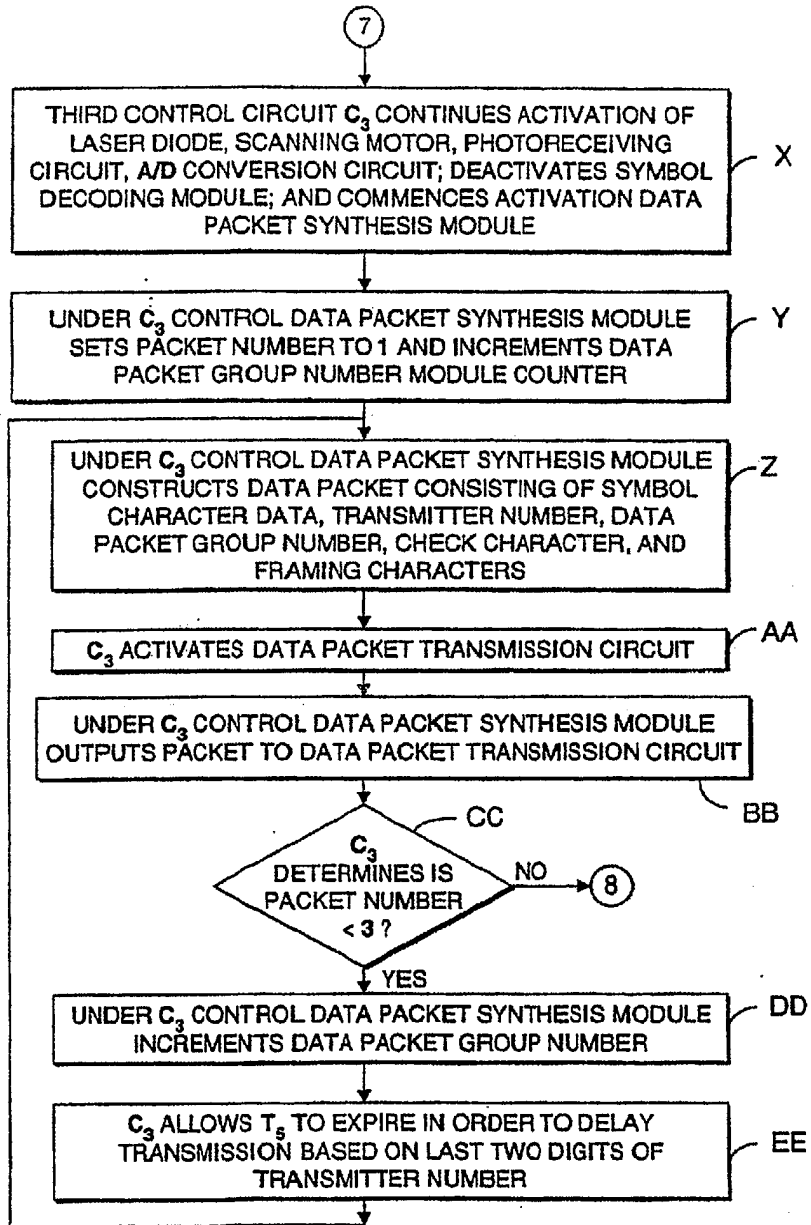 7
THIRD CONTROL CIRCUIT C3 CONTINUES ACTIVATION OF
LASER DIODE, SCANNING MOTOR, PHOTORECEIVING
CIRCUIT, A/D CONVERSION CIRCUIT; DEACTIVATES SYMBOL
DECODING MODULE; AND COMMENCES ACTIVATION DATA
PACKET SYNTHESIS MODULE
X
UNDER C3 CONTROL DATA PACKET SYNTHESIS MODULE
SETS PACKET NUMBER TO 1 AND INCREMENTS DATA
PACKET GROUP NUMBER MODULE COUNTER
Y
UNDER C3 CONTROL DATA PACKET SYNTHESIS MODULE
CONSTRUCTS DATA PACKET CONSISTING OF SYMBOL
CHARACTER DATA, TRANSMITTER NUMBER, DATA
PACKET GROUP NUMBER, CHECK CHARACTER, AND
FRAMING CHARACTERS
Z
C3 ACTIVATES DATA PACKET TRANSMISSION CIRCUIT
AA
UNDER C3 CONTROL DATA PACKET SYNTHESIS MODULE
OUTPUTS PACKET TO DATA PACKET TRANSMISSION CIRCUIT
BB
CC
C3
DETERMINES IS
PACKET NUMBER
< 3 ?
NO
8
YES
UNDER C3 CONTROL DATA PACKET SYNTHESIS MODULE
INCREMENTS DATA PACKET GROUP NUMBER
DD
C3 ALLOWS T5 TO EXPIRE IN ORDER TO DELAY
TRANSMISSION BASED ON LAST TWO DIGITS OF
TRANSMITTER NUMBER
EE